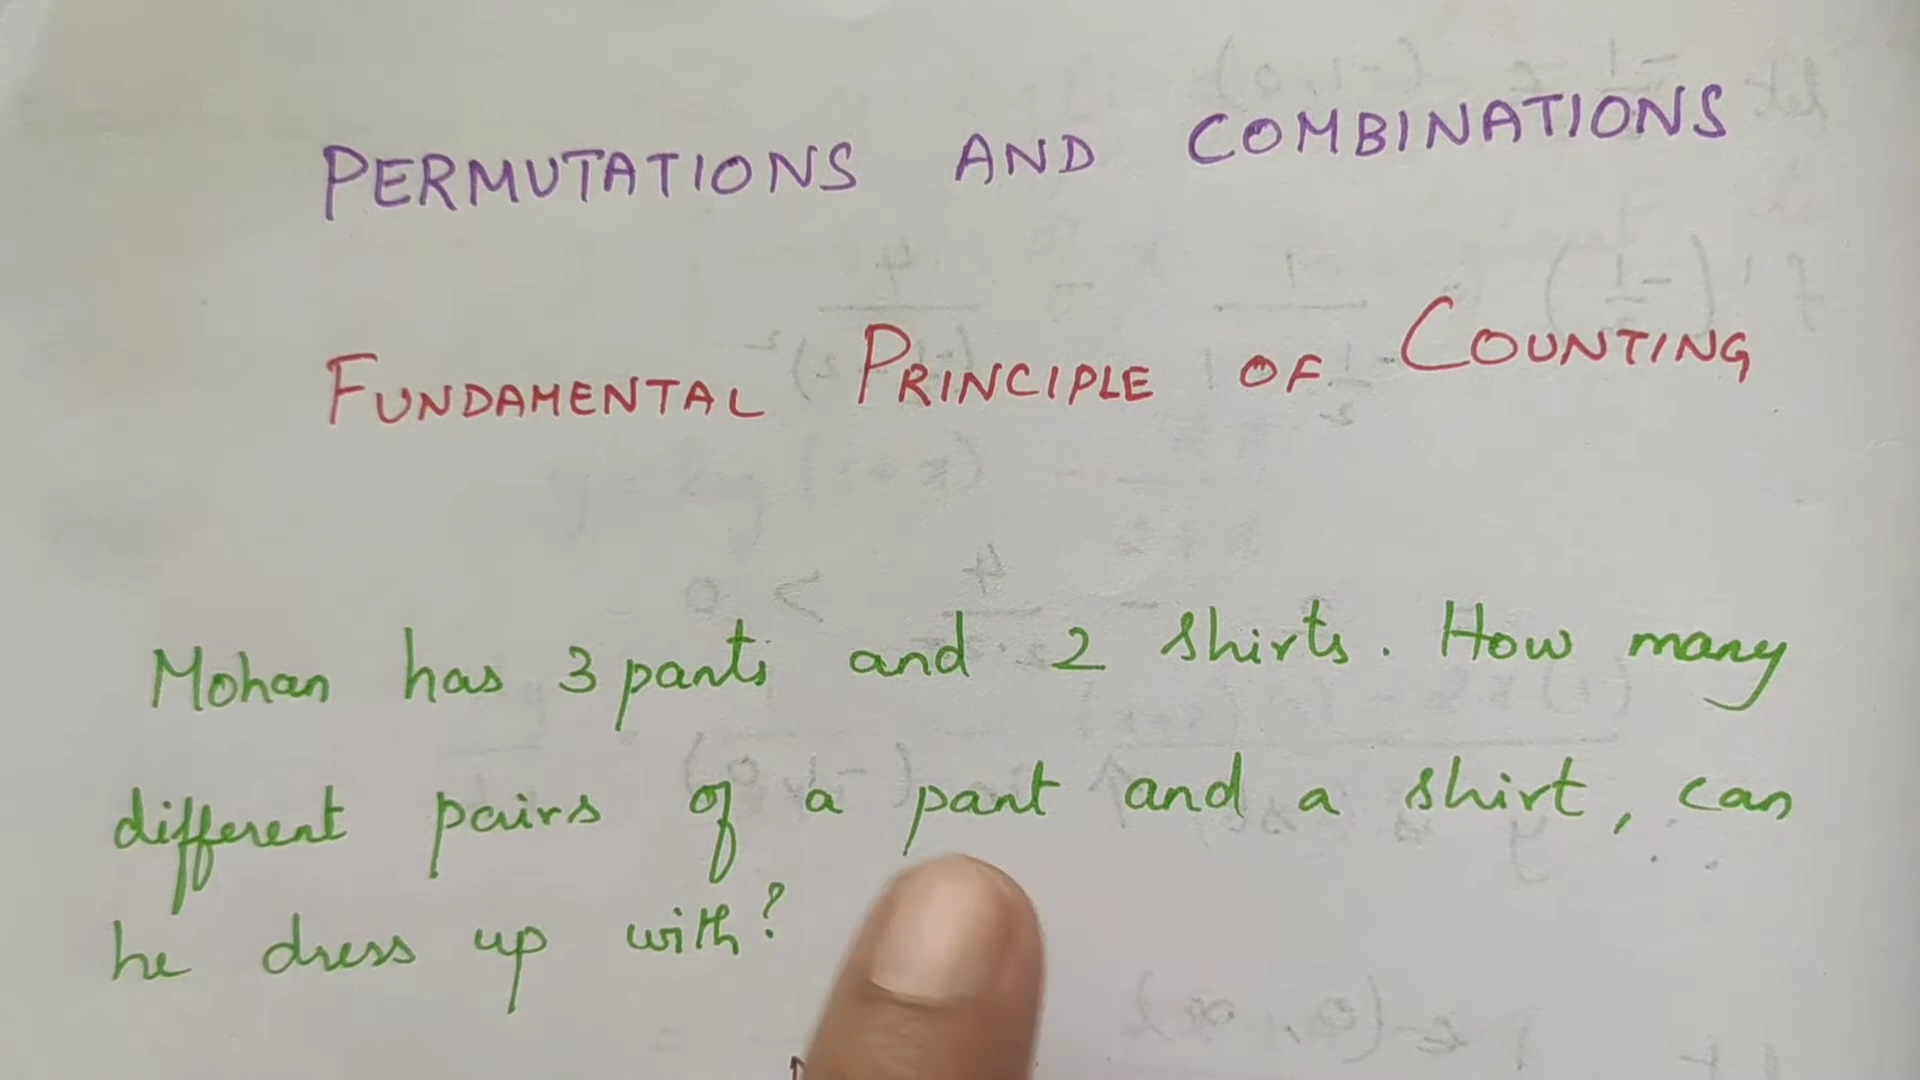 PERMUTATIONS AND COMBINATIONS
FUNDAMENTAL PRINCIPLE OF COUNTING
Mohan has 3 pants and 2 shirts. How many
different pairs of a pant and a shirt, can
he dress up with?